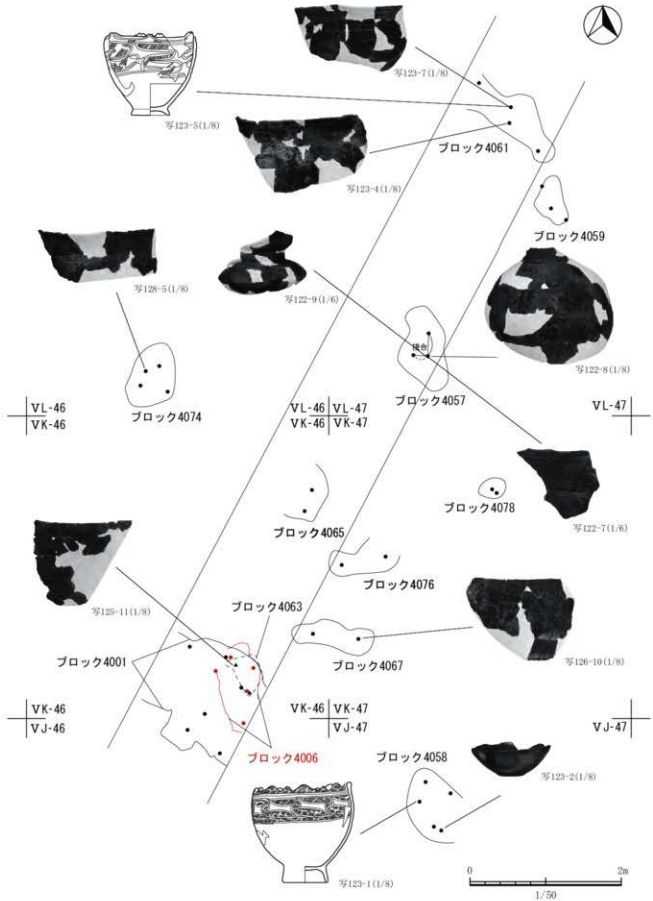 写123-7(1/8)
写123-5(1/8)
ブロック4061
写123-4(1/8)
ブロック4059
写128-5(1/8)
写122-9(1/6)
接合
写122-8(1/8)
ブロック4057
ブロック4074
VL-46
VK-46
VL-46 VL-47
VK-46 VK-47
VL-47
ブロック4078
写122-7(1/6)
ブロック4065
ブロック4076
写125-11(1/8)
ブロック4063
ブロック4067
写126-10(1/8)
ブロック4001
VK-46
VJ-46
VK-46 VK-47
VJ-47
VJ-47
ブロック4006
ブロック4058
写123-2(1/8)
写123-1(1/8)
0 2m
1/50